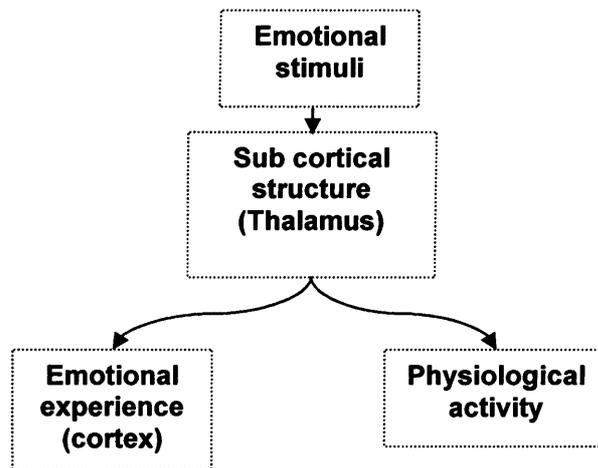 Emotional
stimuli
Sub cortical
structure
(Thalamus)
Emotional
experience
(cortex)
Physiological
activity